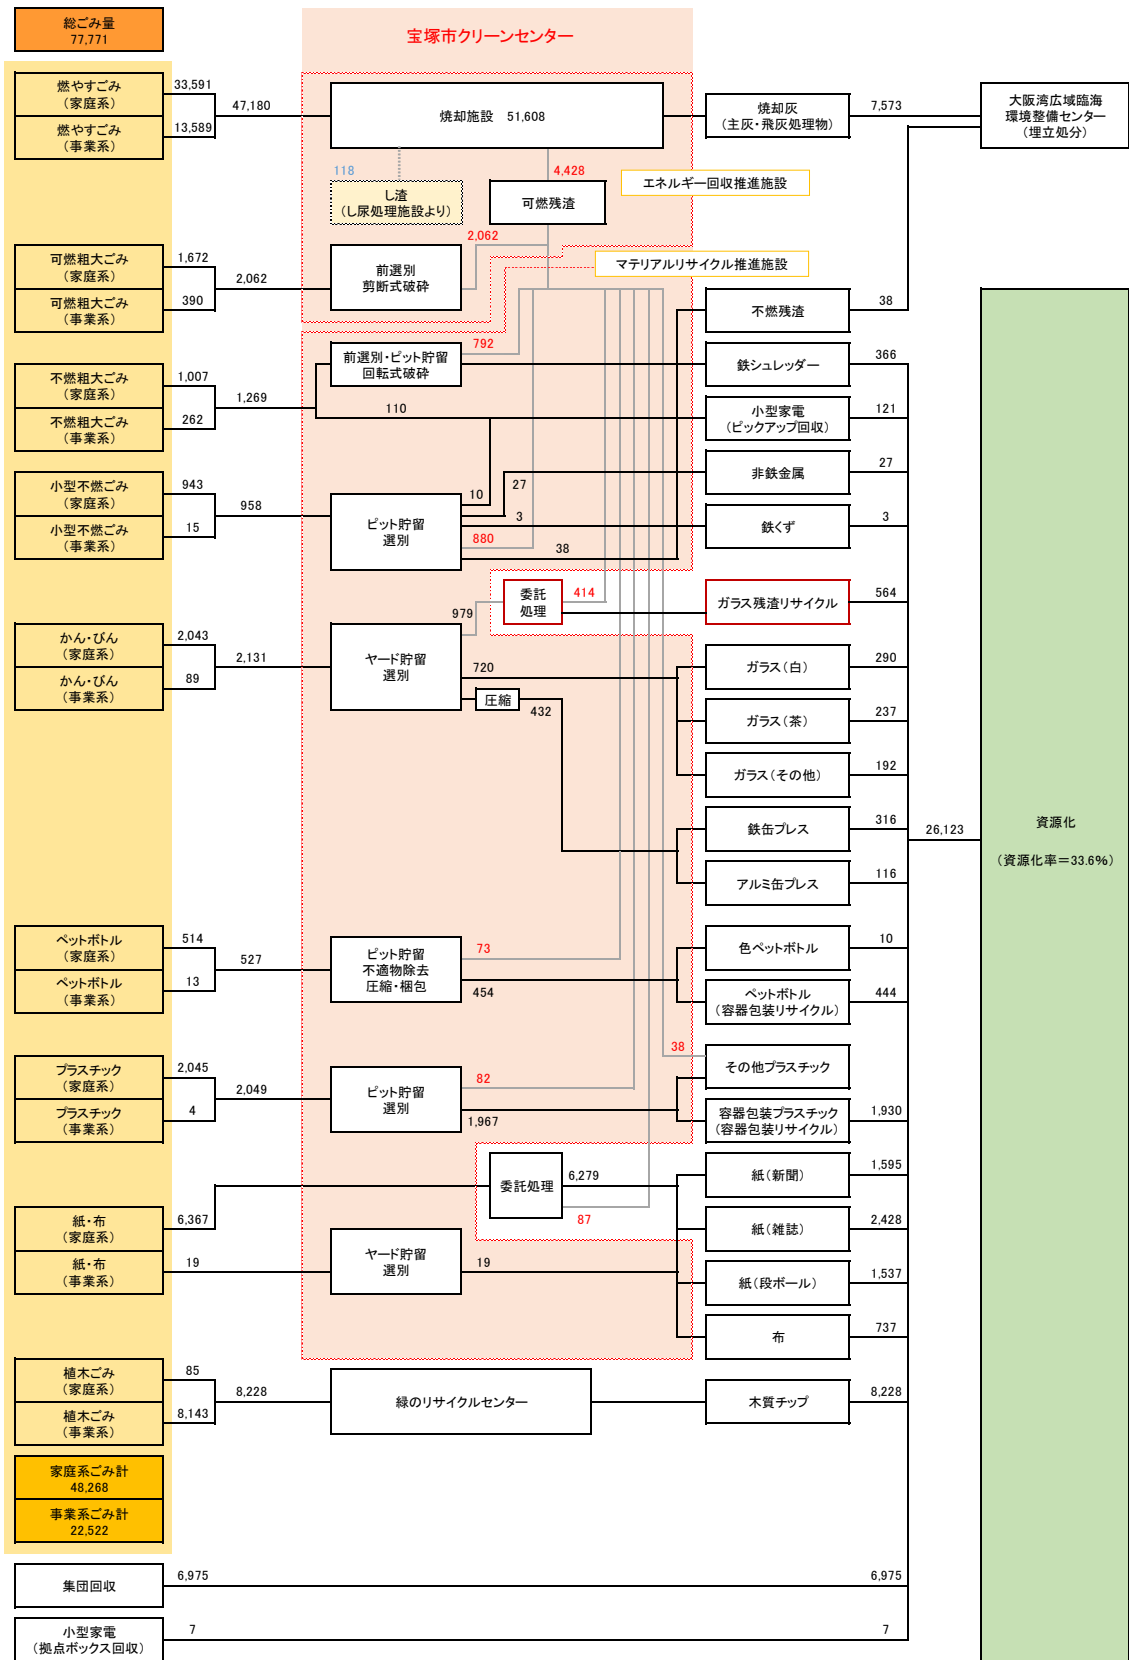 総ごみ量
77,771
宝塚市クリーンセンター
燃やすごみ
(家庭系)
33,591
燃やすごみ
(事業系)
13,589
47,180
焼却施設 51,608
焼却灰
(主灰・飛灰処理物)
7,573
大阪湾広域臨海
環境整備センター
(埋立処分)
118
し渣
(し尿処理施設より)
4,428
可燃残渣
エネルギー回収推進施設
可燃粗大ごみ
(家庭系)
1,672
可燃粗大ごみ
(事業系)
390
2,062
前選別
剪断式破砕
2,062
マテリアルリサイクル推進施設
不燃残渣
38
不燃粗大ごみ
(家庭系)
1,007
不燃粗大ごみ
(事業系)
262
1,269
前選別・ピット貯留
回転式破砕
792
110
鉄シュレッダー
366
小型家電
(ピックアップ回収)
121
小型不燃ごみ
(家庭系)
943
小型不燃ごみ
(事業系)
15
958
ピット貯留
選別
10
27
3
880
38
非鉄金属
27
鉄くず
3
979
委託
処理
414
ガラス残渣リサイクル
564
かん・びん
(家庭系)
2,043
かん・びん
(事業系)
89
2,131
ヤード貯留
選別
720
圧縮
432
ガラス(白)
290
ガラス(茶)
237
ガラス(その他)
192
鉄缶プレス
316
アルミ缶プレス
116
26,123
資源化
(資源化率=33.6%)
ペットボトル
(家庭系)
514
ペットボトル
(事業系)
13
527
ピット貯留
不適物除去
圧縮・梱包
73
454
色ペットボトル
10
ペットボトル
(容器包装リサイクル)
444
プラスチック
(家庭系)
2,045
プラスチック
(事業系)
4
2,049
ピット貯留
選別
82
1,967
38
その他プラスチック
容器包装プラスチック
(容器包装リサイクル)
1,930
紙・布
(家庭系)
6,367
紙・布
(事業系)
19
委託処理
6,279
87
ヤード貯留
選別
19
紙(新聞)
1,595
紙(雑誌)
2,428
紙(段ボール)
1,537
布
737
植木ごみ
(家庭系)
85
植木ごみ
(事業系)
8,143
8,228
緑のリサイクルセンター
木質チップ
8,228
家庭系ごみ計
48,268
事業系ごみ計
22,522
集団回収
6,975
6,975
小型家電
(拠点ボックス回収)
7
7